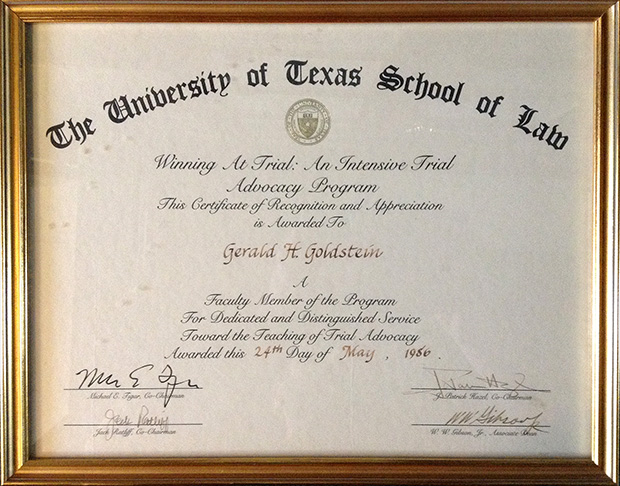 The University of Texas School of Law
Winning At Trial: An Intensive Trial
Advocacy Program
This Certificate of Recognition and Appreciation
is Awarded To
Gerald H. Goldstein
A
Faculty Member of the Program
For Dedicated and Distinguished Service
Toward the Teaching of Trial Advocacy
Awarded this 24th Day of May, 1986.
Michael E. Tigar, Co-Chairman
J. Patrick Hazel, Co-Chairman
Jack Ratliff, Co-Chairman
W. W. Gibson, Jr., Associate Dean